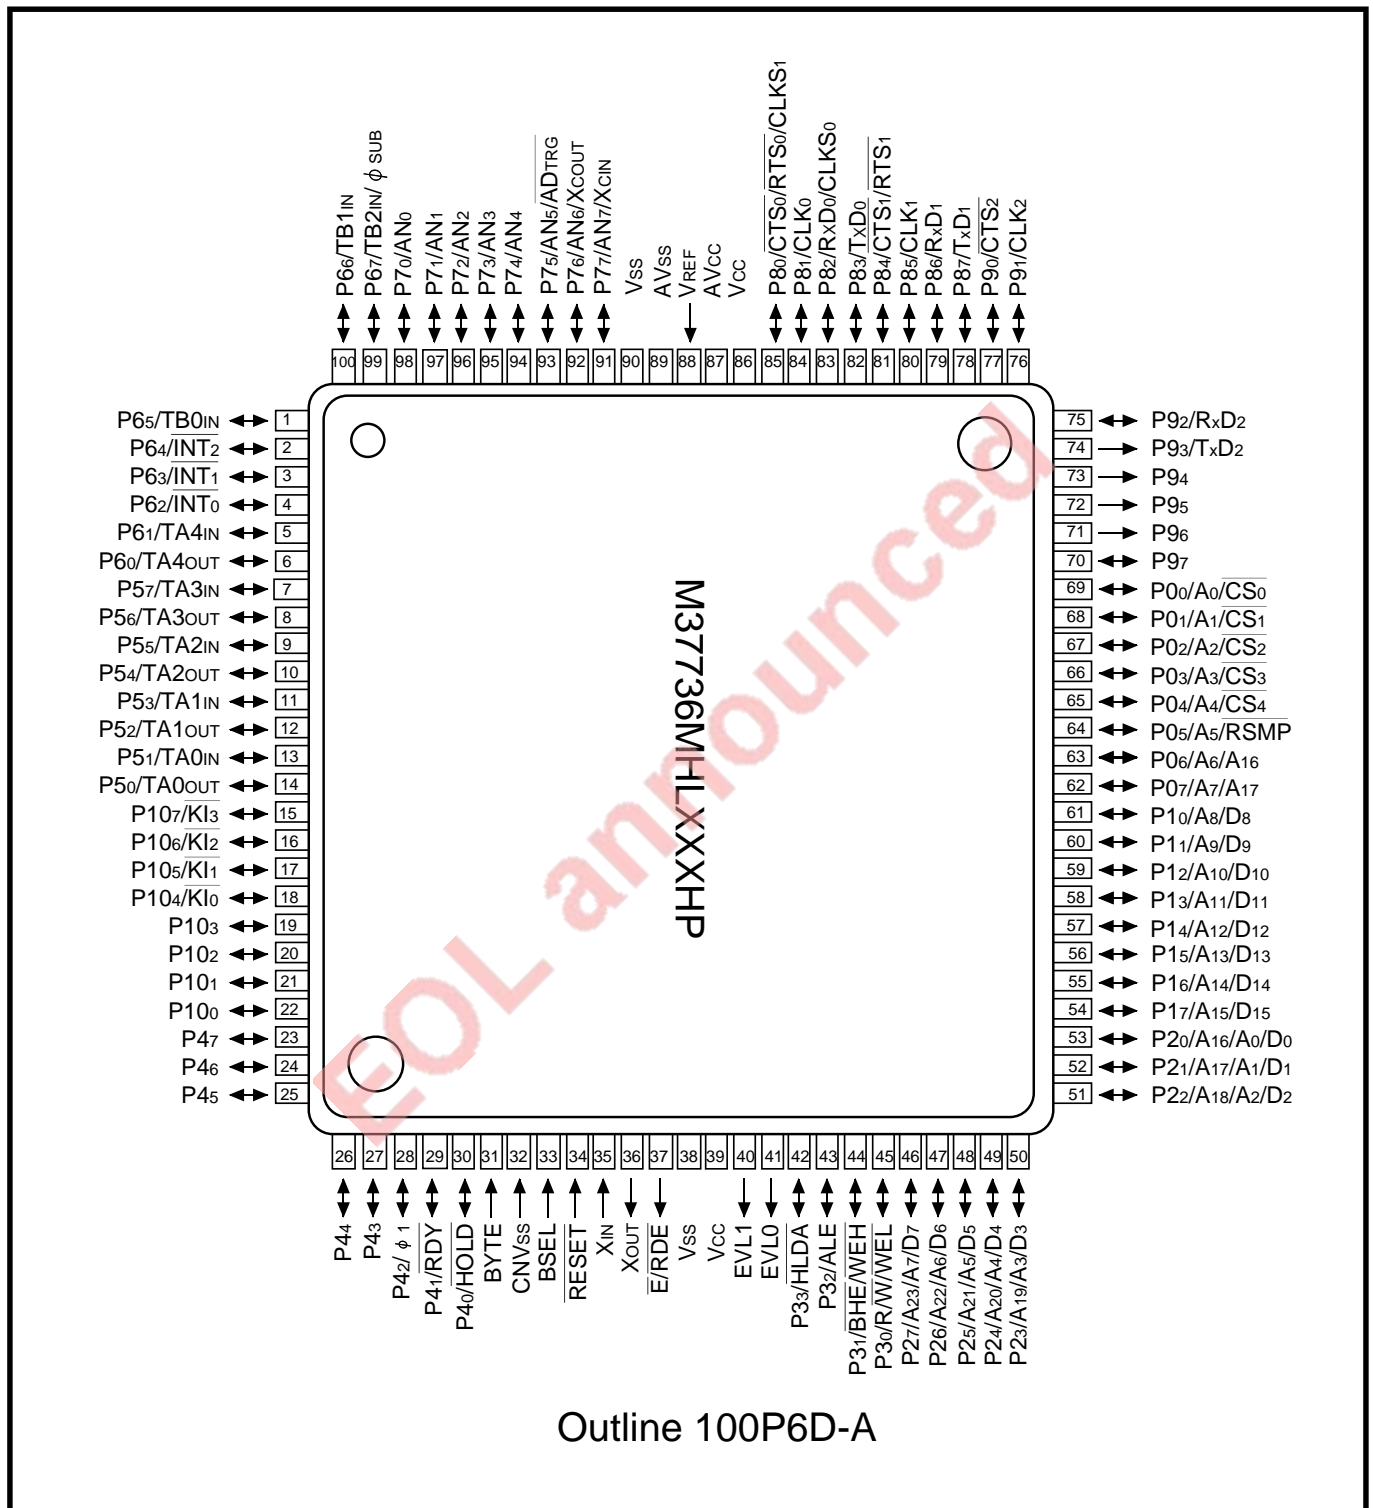 P66/TB1IN
P67/TB2IN/ φ SUB
P70/AN0
P71/AN1
P72/AN2
P73/AN3
P74/AN4
P75/AN5/ADTRG
P76/AN6/XCOUT
P77/AN7/XCIN
VSS
AVSS
VREF
AVCC
VCC
P80/CTS0/RTS0/CLKS1
P81/CLK0
P82/RxD0/CLKS0
P83/TxD0
P84/CTS1/RTS1
P85/CLK1
P86/RxD1
P87/TxD1
P90/CTS2
P91/CLK2
100 99 98 97 96 95 94 93 92 91 90 89 88 87 86 85 84 83 82 81 80 79 78 77 76
P65/TB0IN 1
P64/INT2 2
P63/INT1 3
P62/INT0 4
P61/TA4IN 5
P60/TA4OUT 6
P57/TA3IN 7
P56/TA3OUT 8
P55/TA2IN 9
P54/TA2OUT 10
P53/TA1IN 11
P52/TA1OUT 12
P51/TA0IN 13
P50/TA0OUT 14
P107/KI3 15
P106/KI2 16
P105/KI1 17
P104/KI0 18
P103 19
P102 20
P101 21
P100 22
P47 23
P46 24
P45 25
M37736MHLXXXHP
EOL announced
75 P92/RxD2
74 P93/TxD2
73 P94
72 P95
71 P96
70 P97
69 P00/A0/CS0
68 P01/A1/CS1
67 P02/A2/CS2
66 P03/A3/CS3
65 P04/A4/CS4
64 P05/A5/RSMP
63 P06/A6/A16
62 P07/A7/A17
61 P10/A8/D8
60 P11/A9/D9
59 P12/A10/D10
58 P13/A11/D11
57 P14/A12/D12
56 P15/A13/D13
55 P16/A14/D14
54 P17/A15/D15
53 P20/A16/A0/D0
52 P21/A17/A1/D1
51 P22/A18/A2/D2
26 27 28 29 30 31 32 33 34 35 36 37 38 39 40 41 42 43 44 45 46 47 48 49 50
P44
P43
P42/ φ 1
P41/RDY
P40/HOLD
BYTE
CNVSS
BSEL
RESET
XIN
XOUT
E/RDE
VSS
VCC
EVL1
EVL0
P33/HLDA
P32/ALE
P31/BHE/WEH
P30/R/W/WEL
P27/A23/A7/D7
P26/A22/A6/D6
P25/A21/A5/D5
P24/A20/A4/D4
P23/A19/A3/D3
Outline 100P6D-A